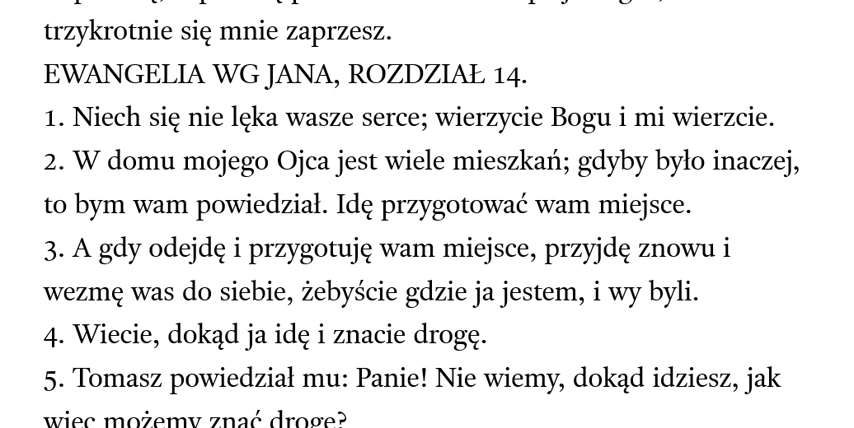 trzykrotnie się mnie zaprzesz.
EWANGELIA WG JANA, ROZDZIAŁ 14.
1. Niech się nie lęka wasze serce; wierzycie Bogu i mi wierzcie.
2. W domu mojego Ojca jest wiele mieszkań; gdyby było inaczej,
to bym wam powiedział. Idę przygotować wam miejsce.
3. A gdy odejdę i przygotuję wam miejsce, przyjdę znowu i
wezmę was do siebie, żebyście gdzie ja jestem, i wy byli.
4. Wiecie, dokąd ja idę i znacie drogę.
5. Tomasz powiedział mu: Panie! Nie wiemy, dokąd idziesz, jak
więc możemy znać drogę?